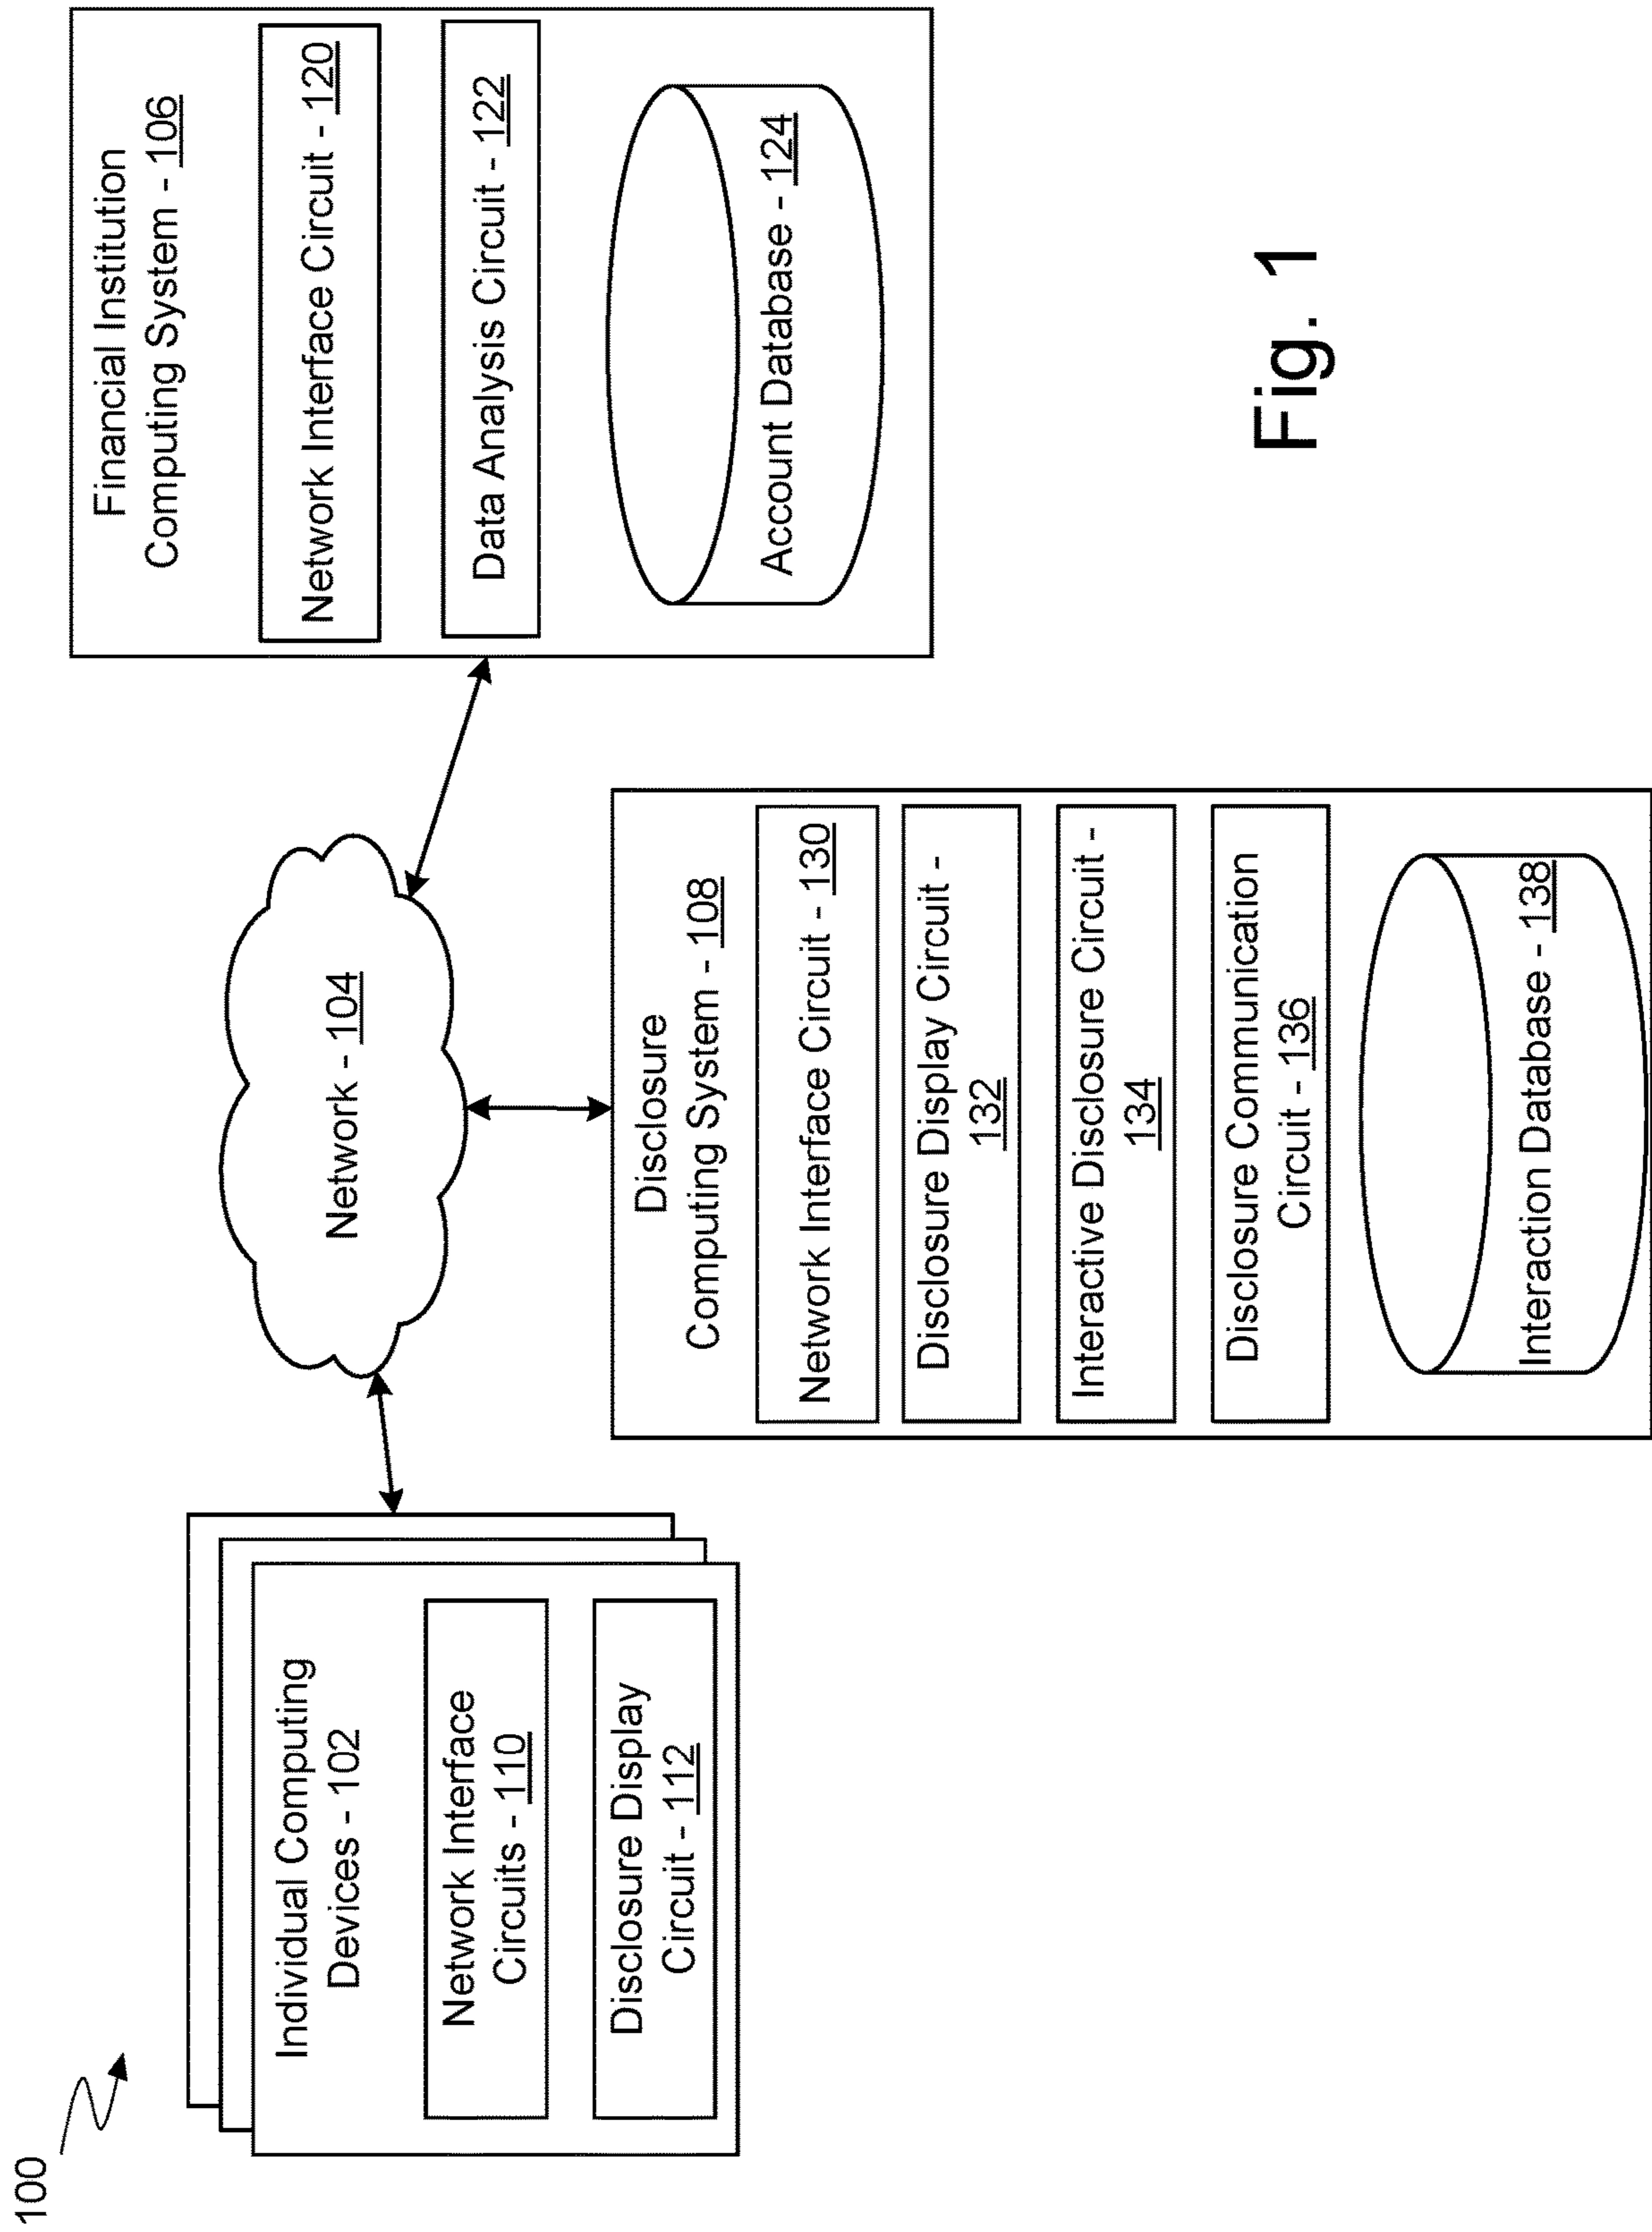 100
Individual Computing
Devices - 102
Network Interface
Circuits - 110
Disclosure Display
Circuit - 112
Network - 104
Disclosure
Computing System - 108
Network Interface Circuit - 130
Disclosure Display Circuit -
132
Interactive Disclosure Circuit -
134
Disclosure Communication
Circuit - 136
Interaction Database - 138
Financial Institution
Computing System - 106
Network Interface Circuit - 120
Data Analysis Circuit - 122
Account Database - 124
Fig. 1